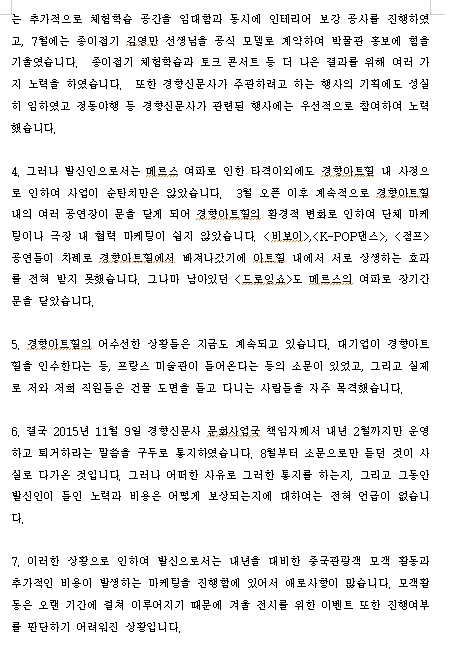 는 추가적으로 체험학습 공간을 임대함과 동시에 인테리어 보강 공사를 진행하였
고, 7월에는 종이접기 김영만 선생님을 공식 모델로 계약하여 박물관 홍보에 힘을
기울였습니다. 종이접기 체험학습과 토크 콘서트 등 더 나은 결과를 위해 여러 가
지 노력을 하였습니다. 또한 경향신문사가 주관하려고 하는 행사의 기획에도 성실
히 임하였고 정동야행 등 경향신문사가 관련된 행사에는 우선적으로 참여하여 노력
했습니다.
4. 그러나 발신인으로서는 메르스 여파로 인한 타격이외에도 경향아트힐 내 사정으
로 인하여 사업이 순탄치만은 않았습니다. 3월 오픈 이후 계속적으로 경향아트힐
내의 여러 공연장이 문을 닫게 되어 경향아트힐의 환경적 변화로 인하여 단체 마케
팅이나 극장 내 협력 마케팅이 쉽지 않았습니다. <비보이>,<K-POP댄스>, <점프>
공연들이 차례로 경향아트힐에서 빠져나갔기에 아트힐 내에서 서로 상생하는 효과
를 전혀 받지 못했습니다. 그나마 남아있던 <드로잉쇼>도 메르스의 여파로 장기간
문을 닫았습니다.
5. 경향아트힐의 어수선한 상황들은 지금도 계속되고 있습니다. 대기업이 경향아트
힐을 인수한다는 등, 프랑스 미술관이 들어온다는 등의 소문이 있었고, 그리고 실제
로 저와 저희 직원들은 건물 도면을 들고 다니는 사람들을 자주 목격했습니다.
6. 결국 2015년 11월 9일 경향신문사 문화사업국 책임자께서 내년 2월까지만 운영
하고 퇴거하라는 말씀을 구두로 통지하였습니다. 8월부터 소문으로만 듣던 것이 사
실로 다가온 것입니다. 그러나 어떠한 사유로 그러한 통지를 하는지, 그리고 그동안
발신인이 들인 노력과 비용은 어떻게 보상되는지에 대하여는 전혀 언급이 없습니
다.
7. 이러한 상황으로 인하여 발신으로서는 내년을 대비한 중국관람객 모객 활동과
추가적인 비용이 발생하는 마케팅을 진행함에 있어서 애로사항이 많습니다. 모객활
동은 오랜 기간에 걸쳐 이루어지기 때문에 겨울 전시를 위한 이벤트 또한 진행여부
를 판단하기 어려워진 상황입니다.